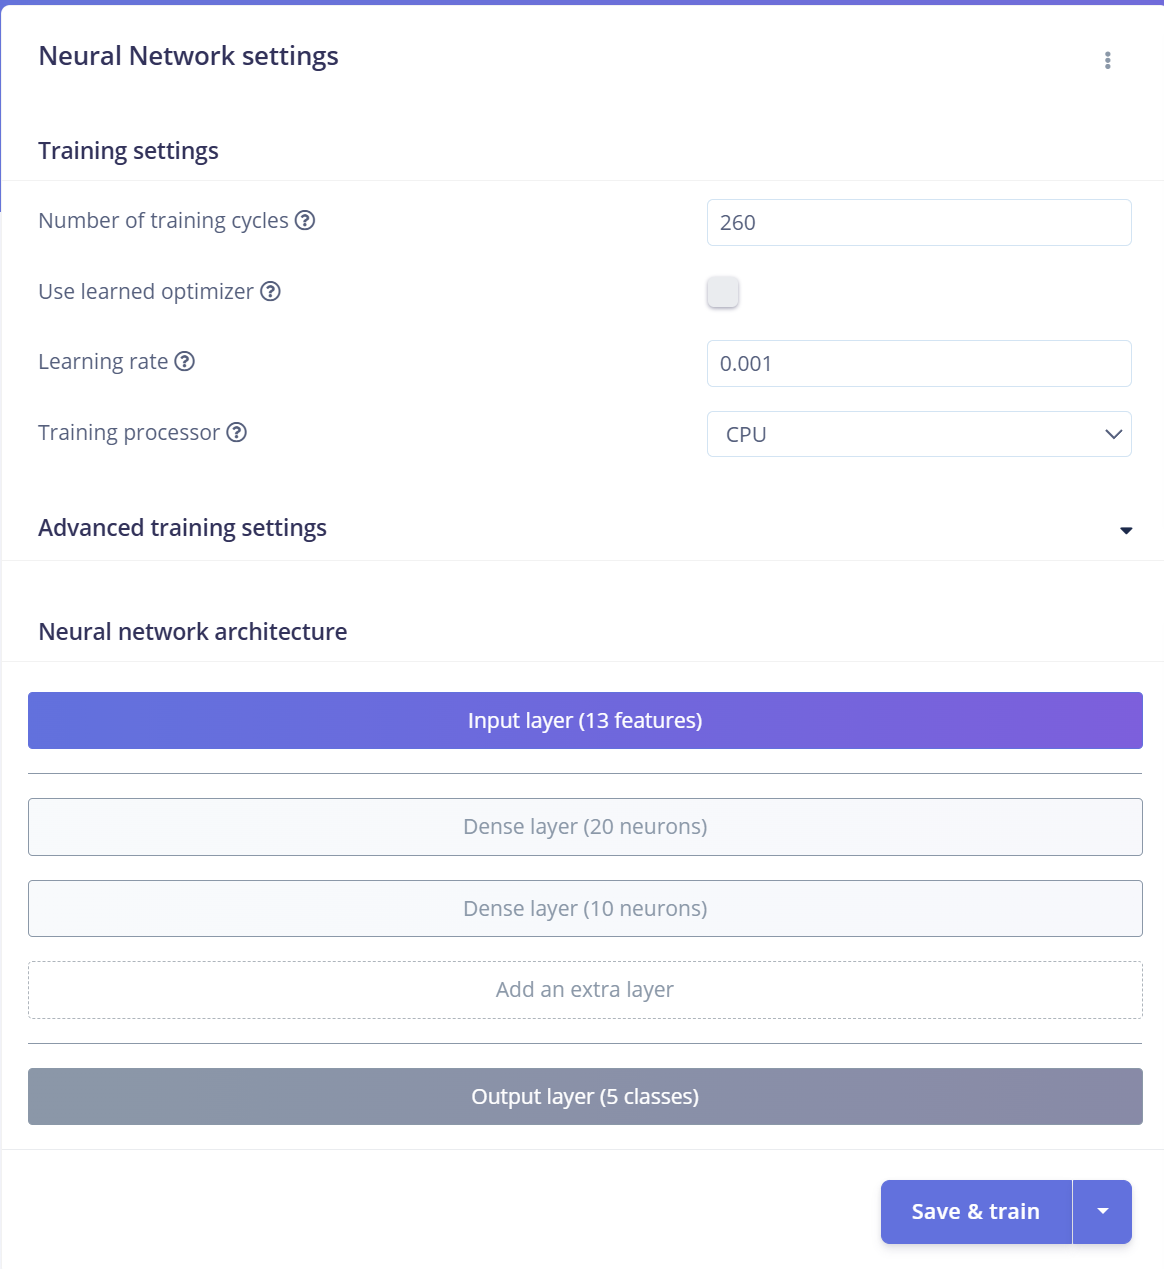 Neural Network settings
Training settings
Number of training cycles
260
Use learned optimizer
Learning rate
0.001
Training processor
CPU
Advanced training settings
Neural network architecture
Input layer (13 features)
Dense layer (20 neurons)
Dense layer (10 neurons)
Add an extra layer
Output layer (5 classes)
Save & train